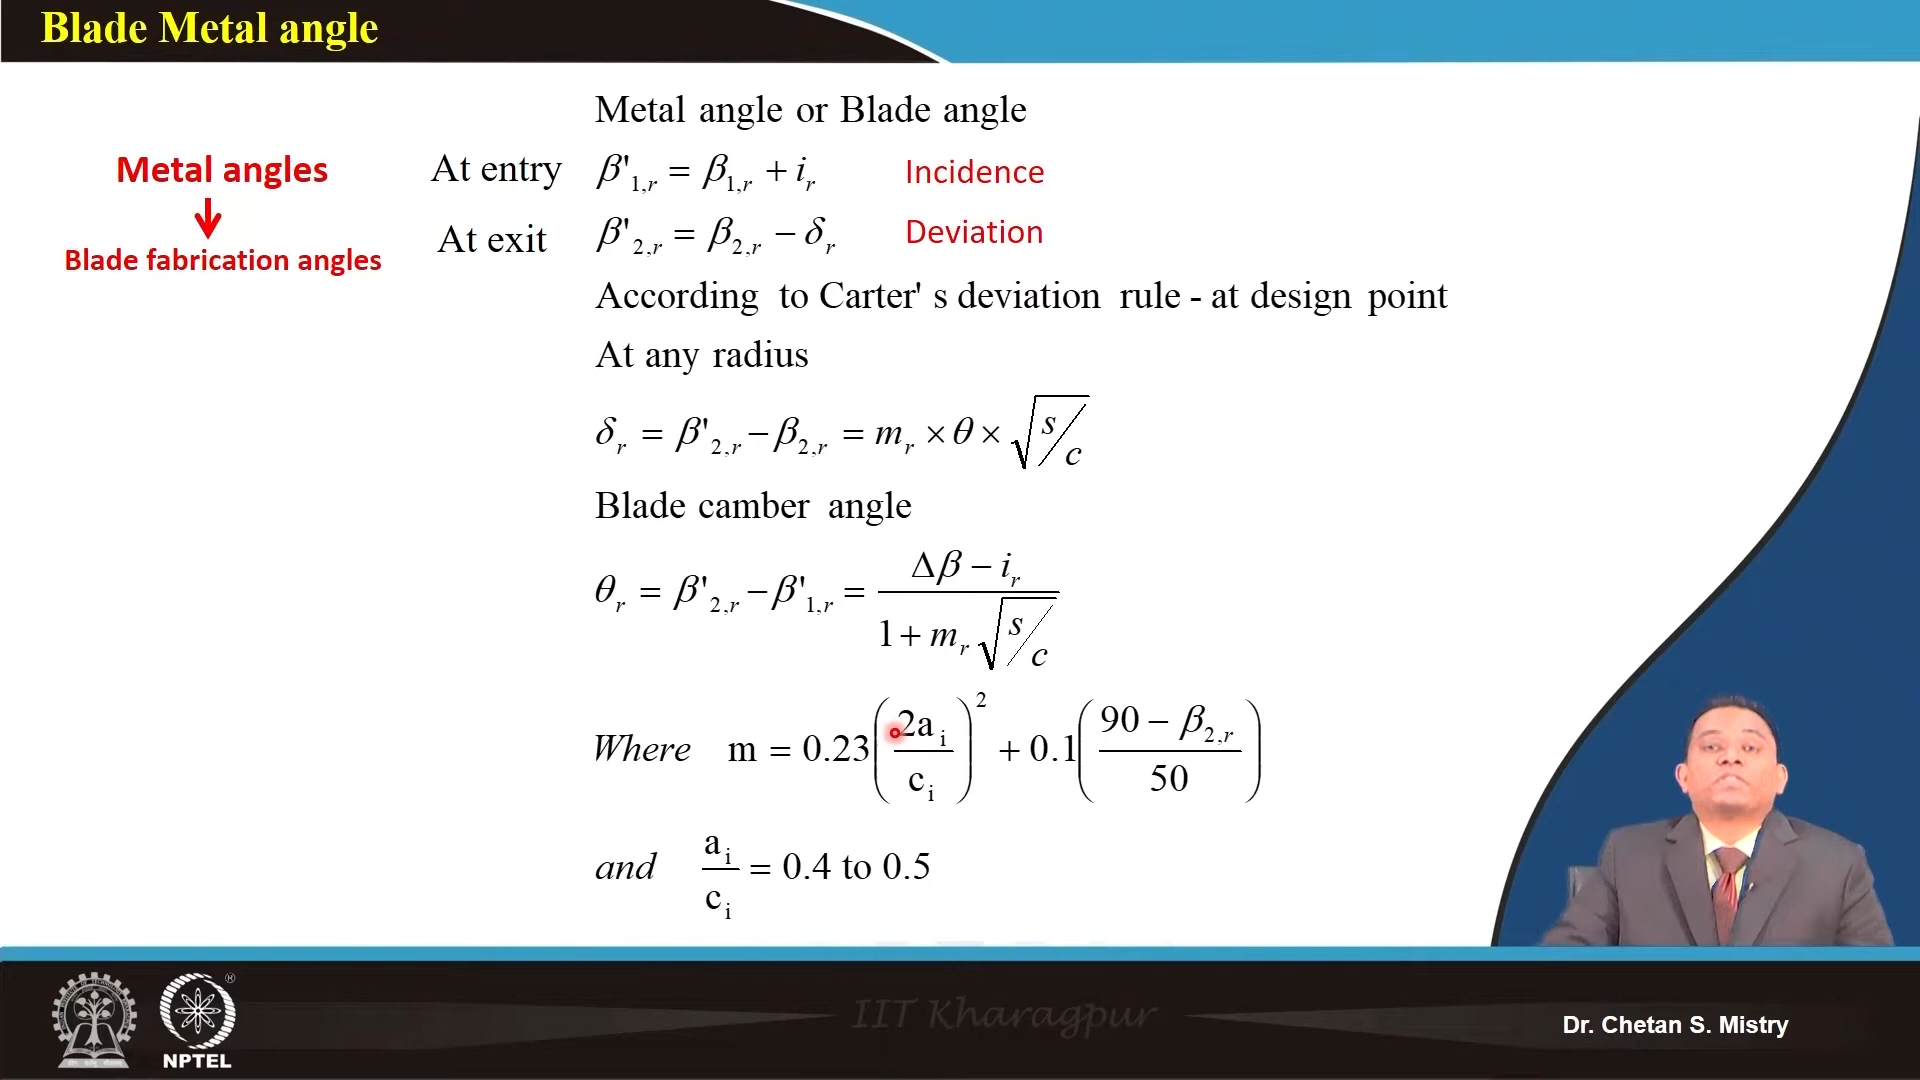 Blade Metal angle
Metal angle or Blade angle
Metal angles
At entry β'1,r = β1,r + ir Incidence
At exit β'2,r = β2,r − δr Deviation
Blade fabrication angles
According to Carter' s deviation rule - at design point
At any radius
δr = β'2,r − β2,r = mr × θ × √s/c
Blade camber angle
θr = β'2,r − β'1,r = (Δβ − ir) / (1 + mr √s/c)
Where m = 0.23(2ai/ci)² + 0.1((90 − β2,r)/50)
and ai/ci = 0.4 to 0.5
IIT Kharagpur
NPTEL
®
Dr. Chetan S. Mistry